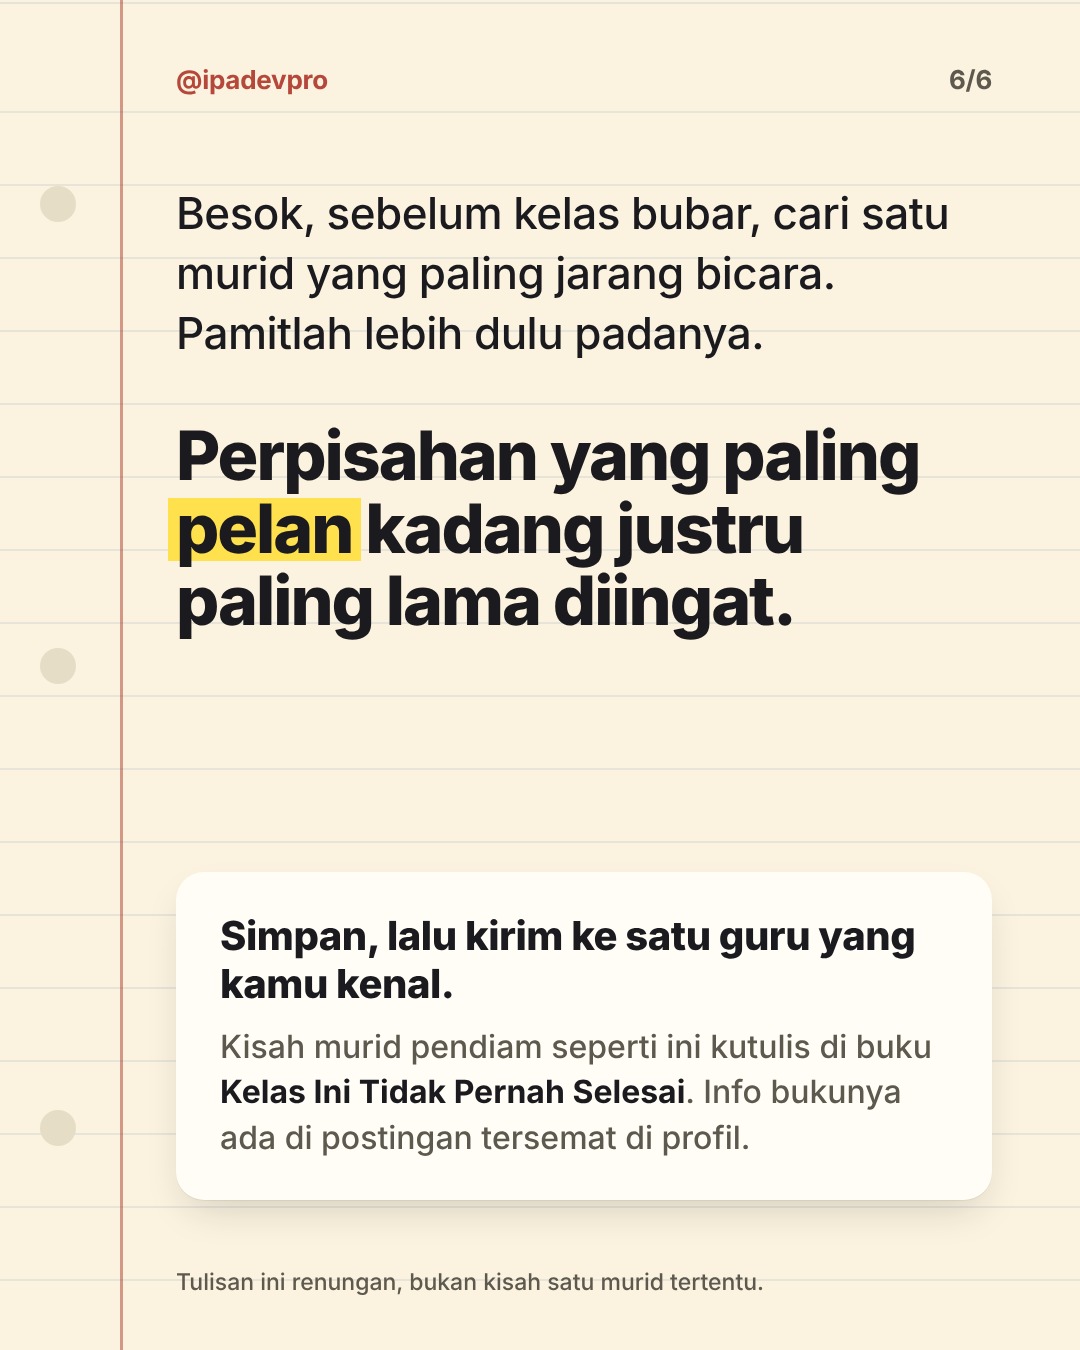 @ipadevpro
6/6
Besok, sebelum kelas bubar, cari satu
murid yang paling jarang bicara.
Pamitlah lebih dulu padanya.
Perpisahan yang paling
pelan kadang justru
paling lama diingat.
Simpan, lalu kirim ke satu guru yang
kamu kenal.
Kisah murid pendiam seperti ini kutulis di buku
Kelas Ini Tidak Pernah Selesai. Info bukunya
ada di postingan tersemat di profil.
Tulisan ini renungan, bukan kisah satu murid tertentu.